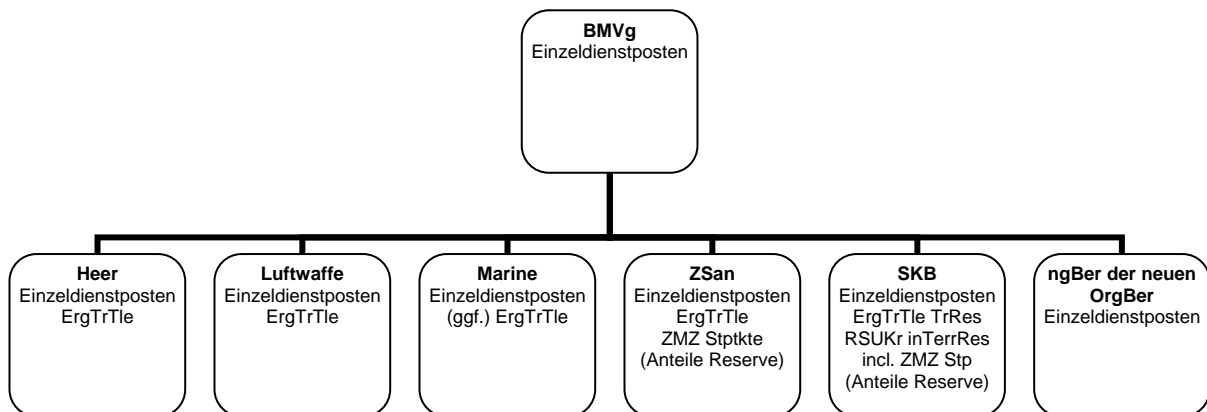 BMVg
Einzeldienstposten
Heer
Einzeldienstposten
ErgTrTle
Luftwaffe
Einzeldienstposten
ErgTrTle
Marine
Einzeldienstposten
(ggf.) ErgTrTle
ZSan
Einzeldienstposten
ErgTrTle
ZMZ Stptkte
(Anteile Reserve)
SKB
Einzeldienstposten
ErgTrTle TrRes
RSUKr inTerrRes
incl. ZMZ Stp
(Anteile Reserve)
ngBer der neuen
OrgBer
Einzeldienstposten